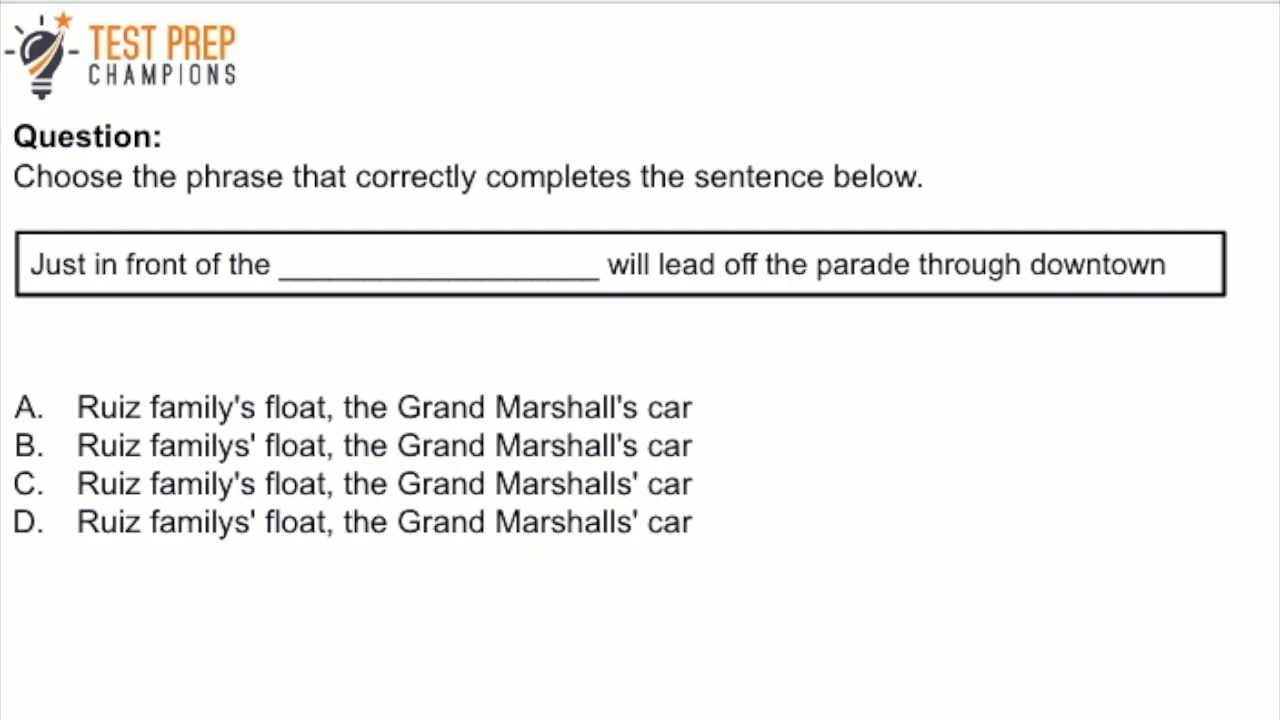 TEST PREP
CHAMPIONS
Question:
Choose the phrase that correctly completes the sentence below.
Just in front of the ____________________ will lead off the parade through downtown
A. Ruiz family's float, the Grand Marshall's car
B. Ruiz familys' float, the Grand Marshall's car
C. Ruiz family's float, the Grand Marshalls' car
D. Ruiz familys' float, the Grand Marshalls' car